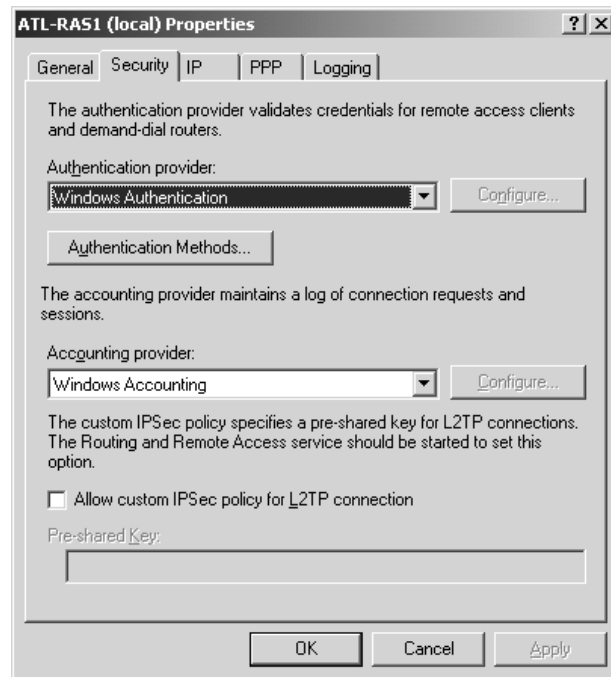 ATL-RAS1 (local) Properties ? X
General Security IP PPP Logging
The authentication provider validates credentials for remote access clients
and demand-dial routers.
Authentication provider:
Windows Authentication Configure...
Authentication Methods...
The accounting provider maintains a log of connection requests and
sessions.
Accounting provider:
Windows Accounting Configure...
The custom IPSec policy specifies a pre-shared key for L2TP connections.
The Routing and Remote Access service should be started to set this
option.
Allow custom IPSec policy for L2TP connection
Pre-shared Key:
OK Cancel Apply